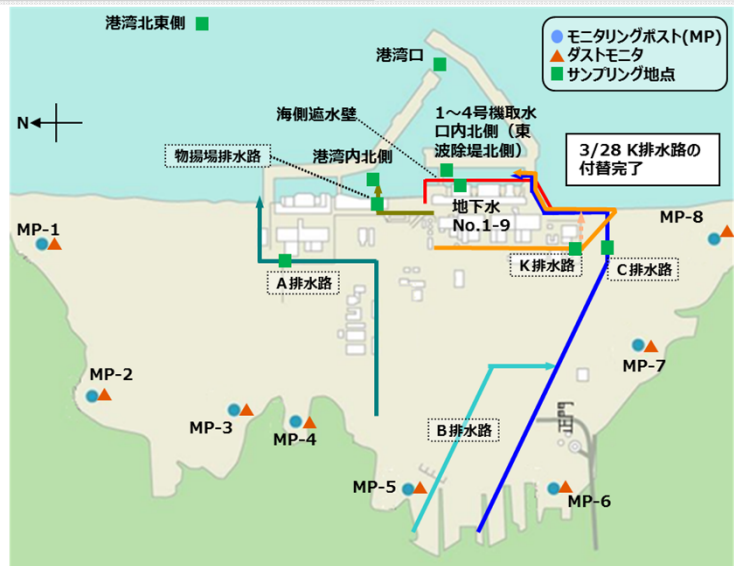 港湾北東側
港湾口
モニタリングポスト(MP)
ダストモニタ
サンプリング地点
N
海側遮水壁
1～4号機取水
口内北側（東
波除堤北側）
物揚場排水路
港湾内北側
3/28 K排水路の
付替完了
地下水
No.1-9
MP-1
MP-8
A排水路
K排水路
C排水路
MP-2
MP-3
MP-4
MP-7
B排水路
正門
MP-5
MP-6